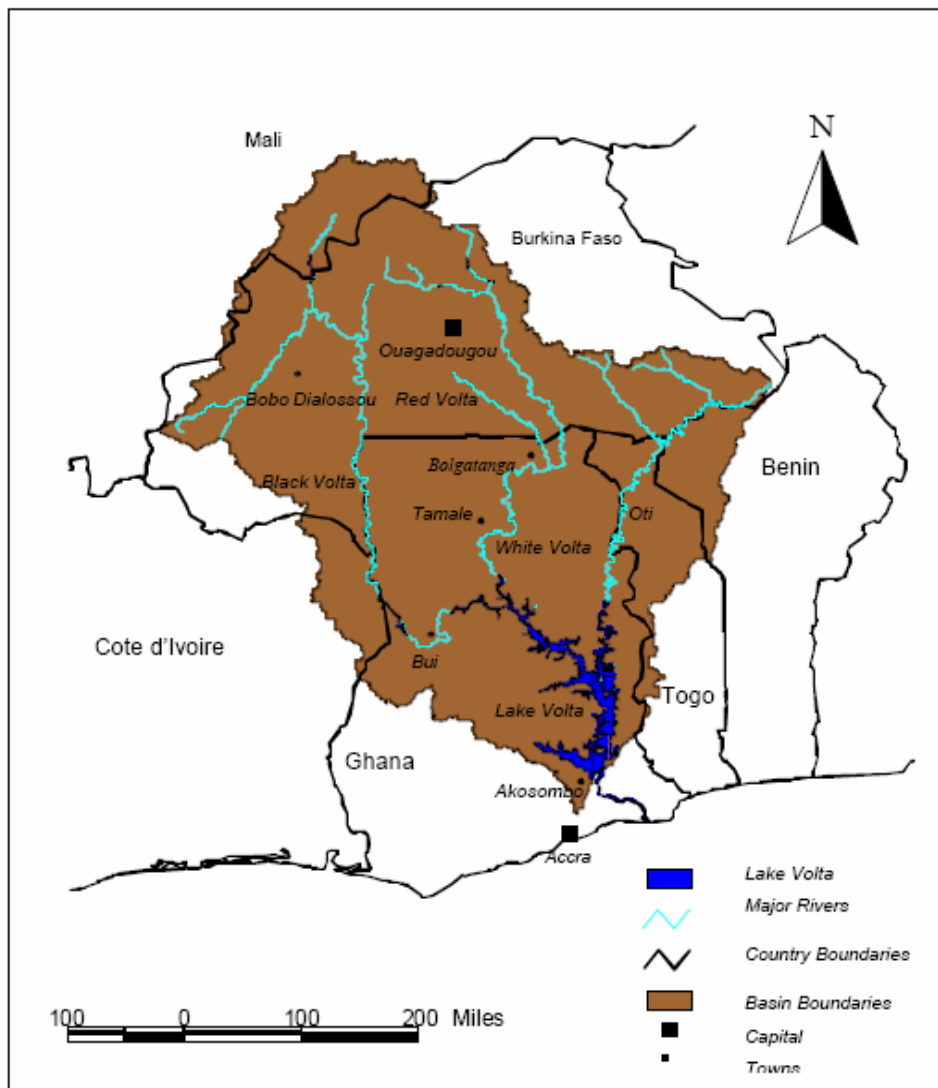 N
Mali
Burkina Faso
Ouagadougou
Bobo Dialossou
Red Volta
Bolgatanga
Benin
Black Volta
Tamale
Oti
White Volta
Cote d'Ivoire
Bui
Togo
Lake Volta
Ghana
Akosombo
Accra
Lake Volta
Major Rivers
Country Boundaries
Basin Boundaries
Capital
Towns
100 0 100 200 Miles